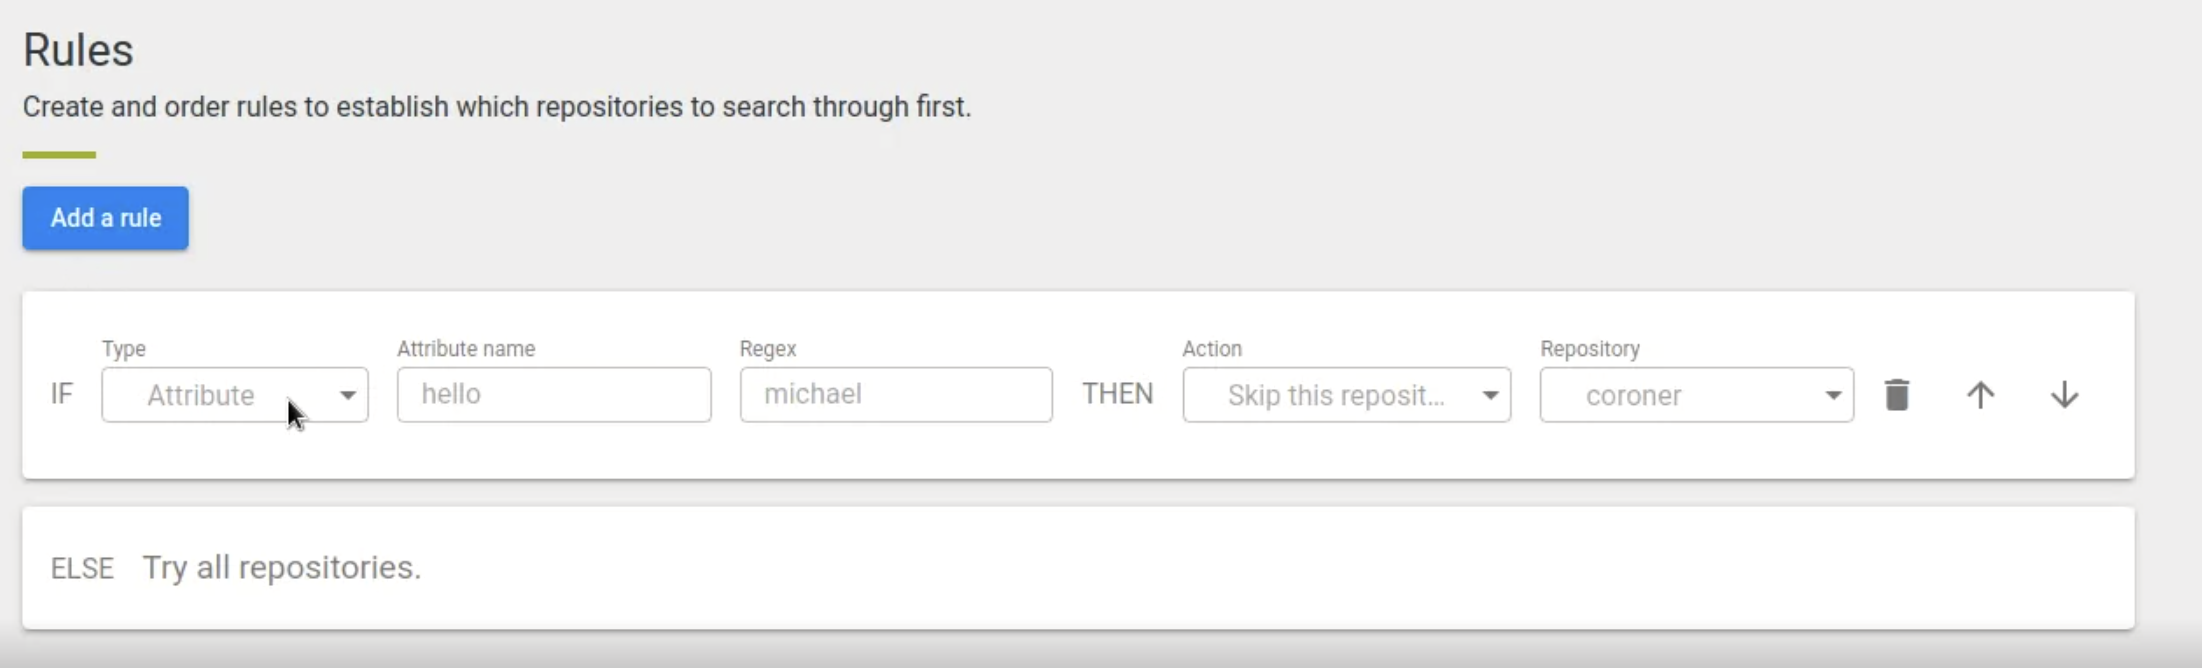 Rules
Create and order rules to establish which repositories to search through first.
Add a rule
Type Attribute name Regex Action Repository
IF Attribute hello michael THEN Skip this reposit... coroner
ELSE Try all repositories.